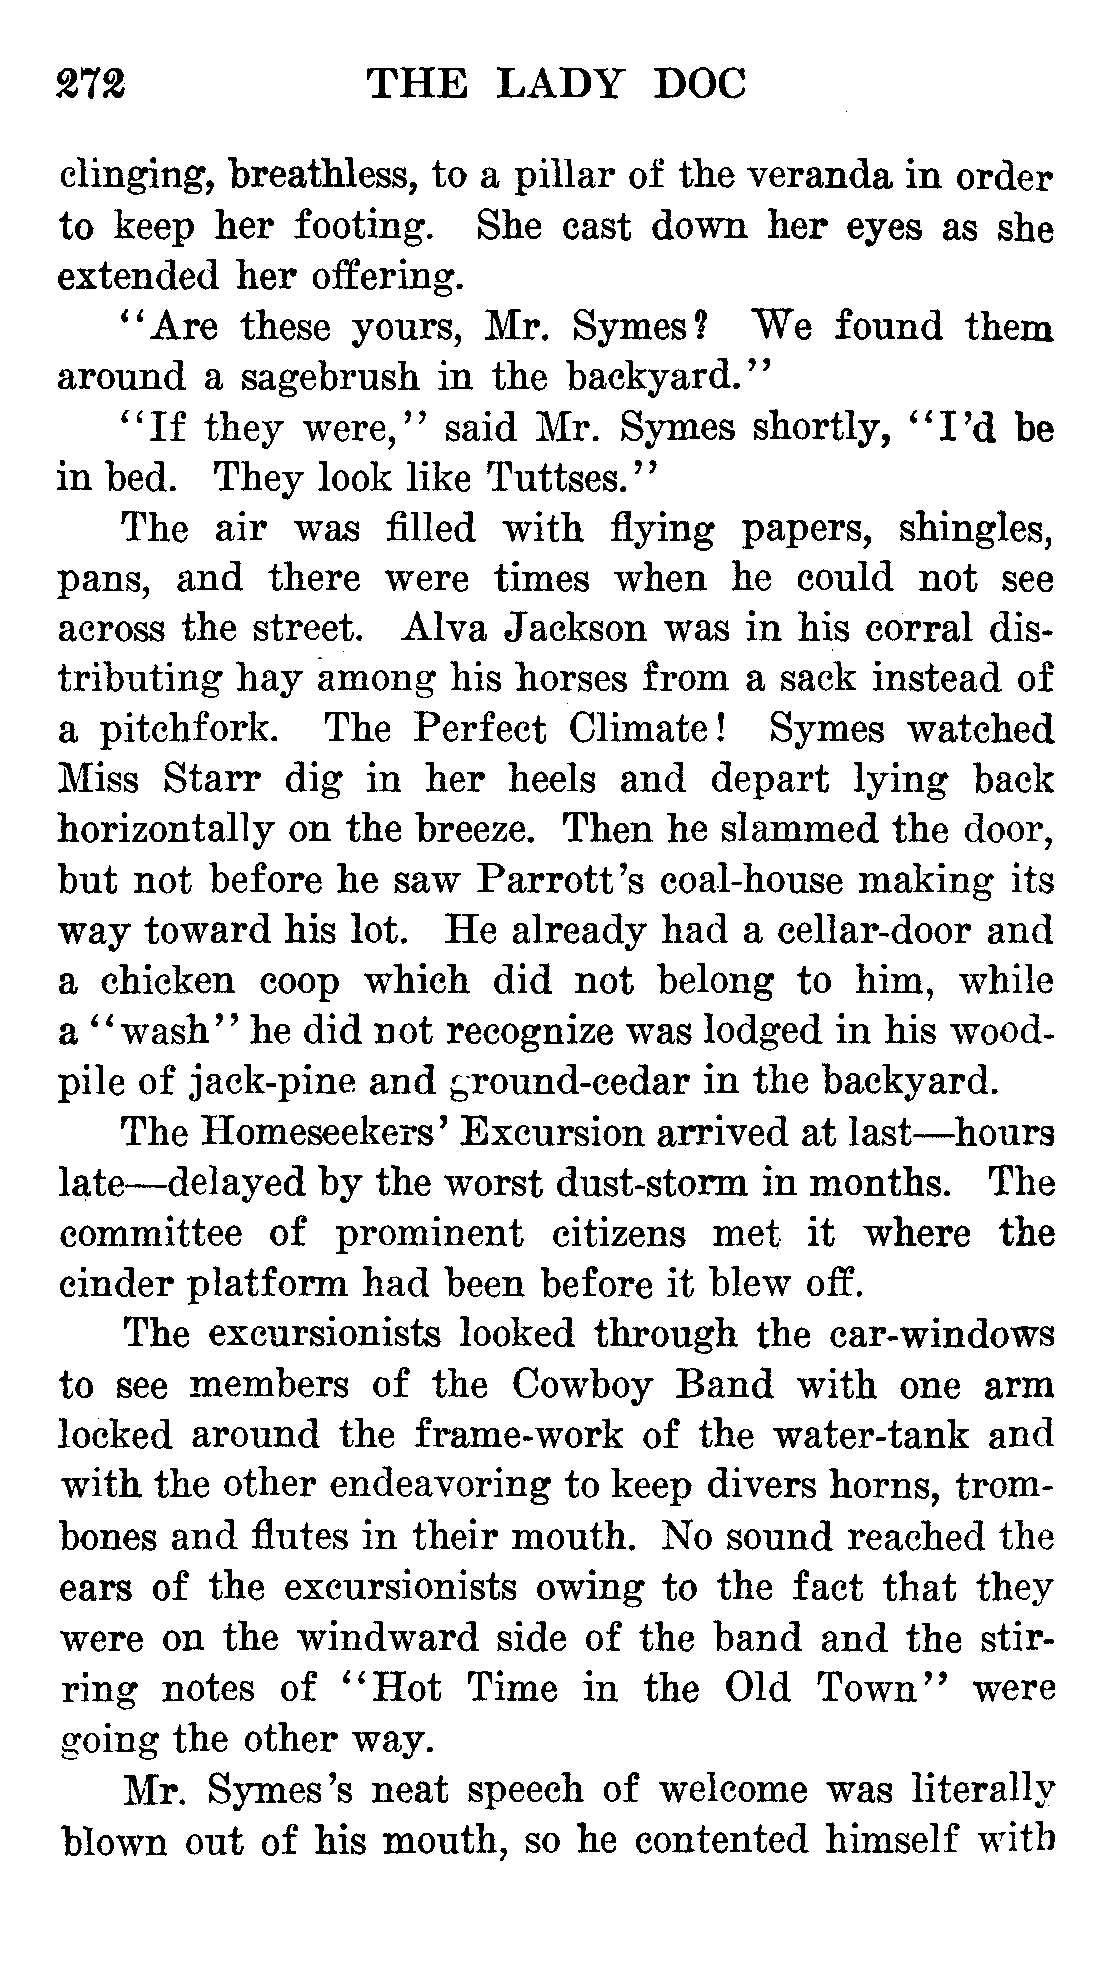 272 THE LADY DOC
clinging, breathless, to a pillar of the veranda in order
to keep her footing. She cast down her eyes as she
extended her offering.
"Are these yours, Mr. Symes? We found them
around a sagebrush in the backyard."
"If they were," said Mr. Symes shortly, "I'd be
in bed. They look like Tuttses."
The air was filled with flying papers, shingles,
pans, and there were times when he could not see
across the street. Alva Jackson was in his corral dis-
tributing hay among his horses from a sack instead of
a pitchfork. The Perfect Climate! Symes watched
Miss Starr dig in her heels and depart lying back
horizontally on the breeze. Then he slammed the door,
but not before he saw Parrott's coal-house making its
way toward his lot. He already had a cellar-door and
a chicken coop which did not belong to him, while
a "wash" he did not recognize was lodged in his wood-
pile of jack-pine and ground-cedar in the backyard.
The Homeseekers' Excursion arrived at last—hours
late—delayed by the worst dust-storm in months. The
committee of prominent citizens met it where the
cinder platform had been before it blew off.
The excursionists looked through the car-windows
to see members of the Cowboy Band with one arm
locked around the frame-work of the water-tank and
with the other endeavoring to keep divers horns, trom-
bones and flutes in their mouth. No sound reached the
ears of the excursionists owing to the fact that they
were on the windward side of the band and the stir-
ring notes of "Hot Time in the Old Town" were
going the other way.
Mr. Symes's neat speech of welcome was literally
blown out of his mouth, so he contented himself with